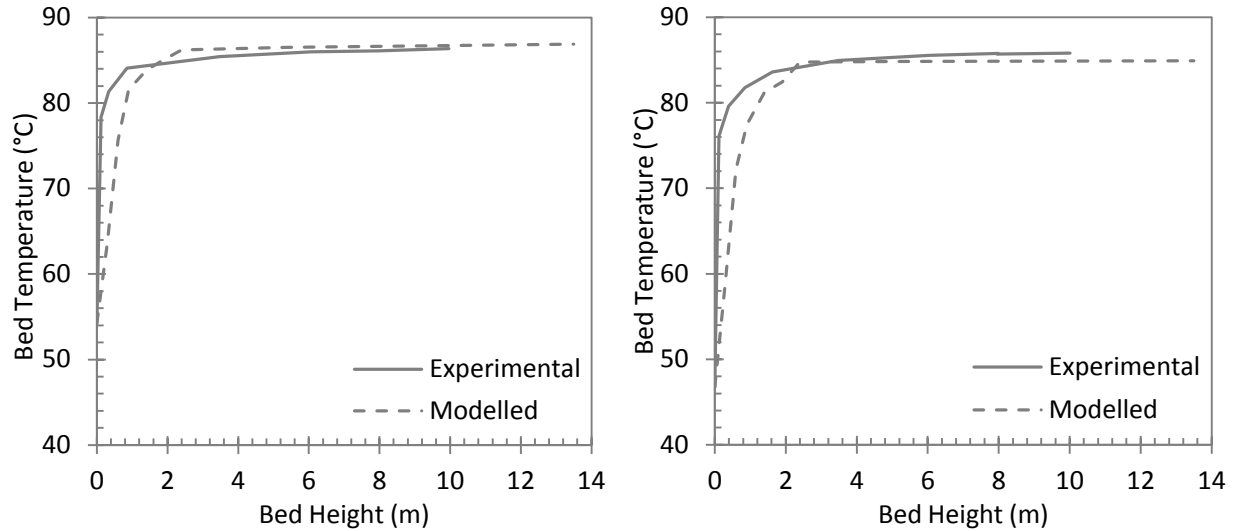 90
80
70
60
50
40
Bed Temperature (°C)
Experimental
Modelled
0 2 4 6 8 10 12 14
Bed Height (m)
90
80
70
60
50
40
Bed Temperature (°C)
Experimental
Modelled
0 2 4 6 8 10 12 14
Bed Height (m)